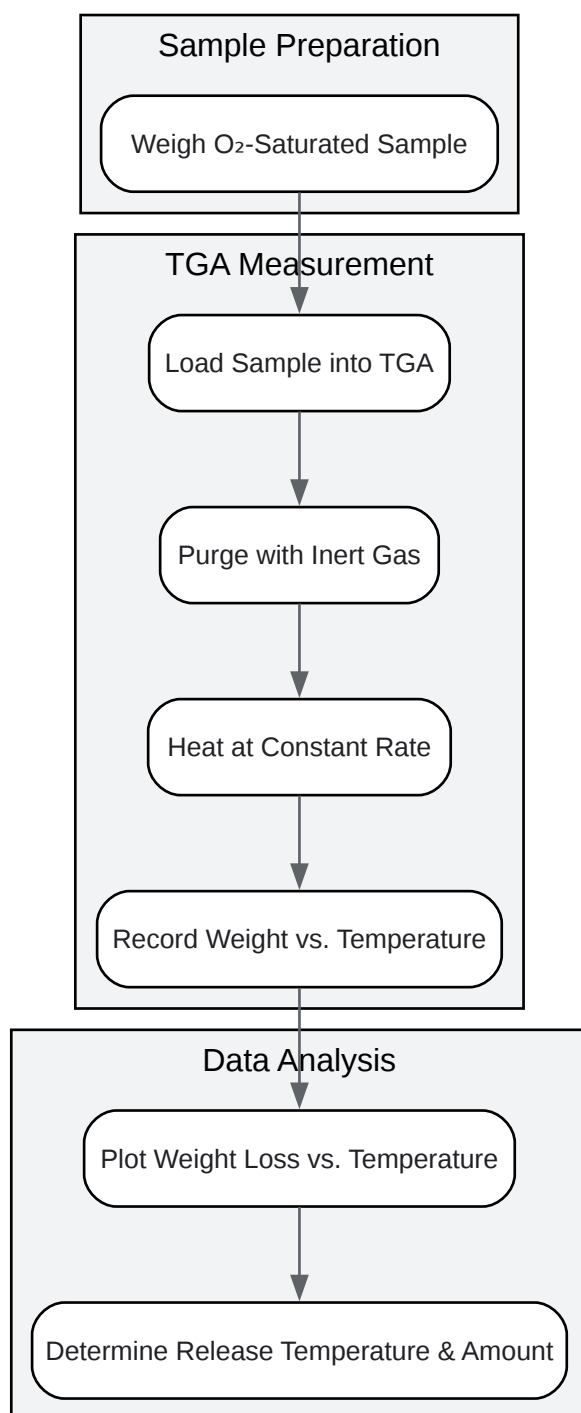 Sample Preparation
Weigh O₂-Saturated Sample
TGA Measurement
Load Sample into TGA
Purge with Inert Gas
Heat at Constant Rate
Record Weight vs. Temperature
Data Analysis
Plot Weight Loss vs. Temperature
Determine Release Temperature & Amount